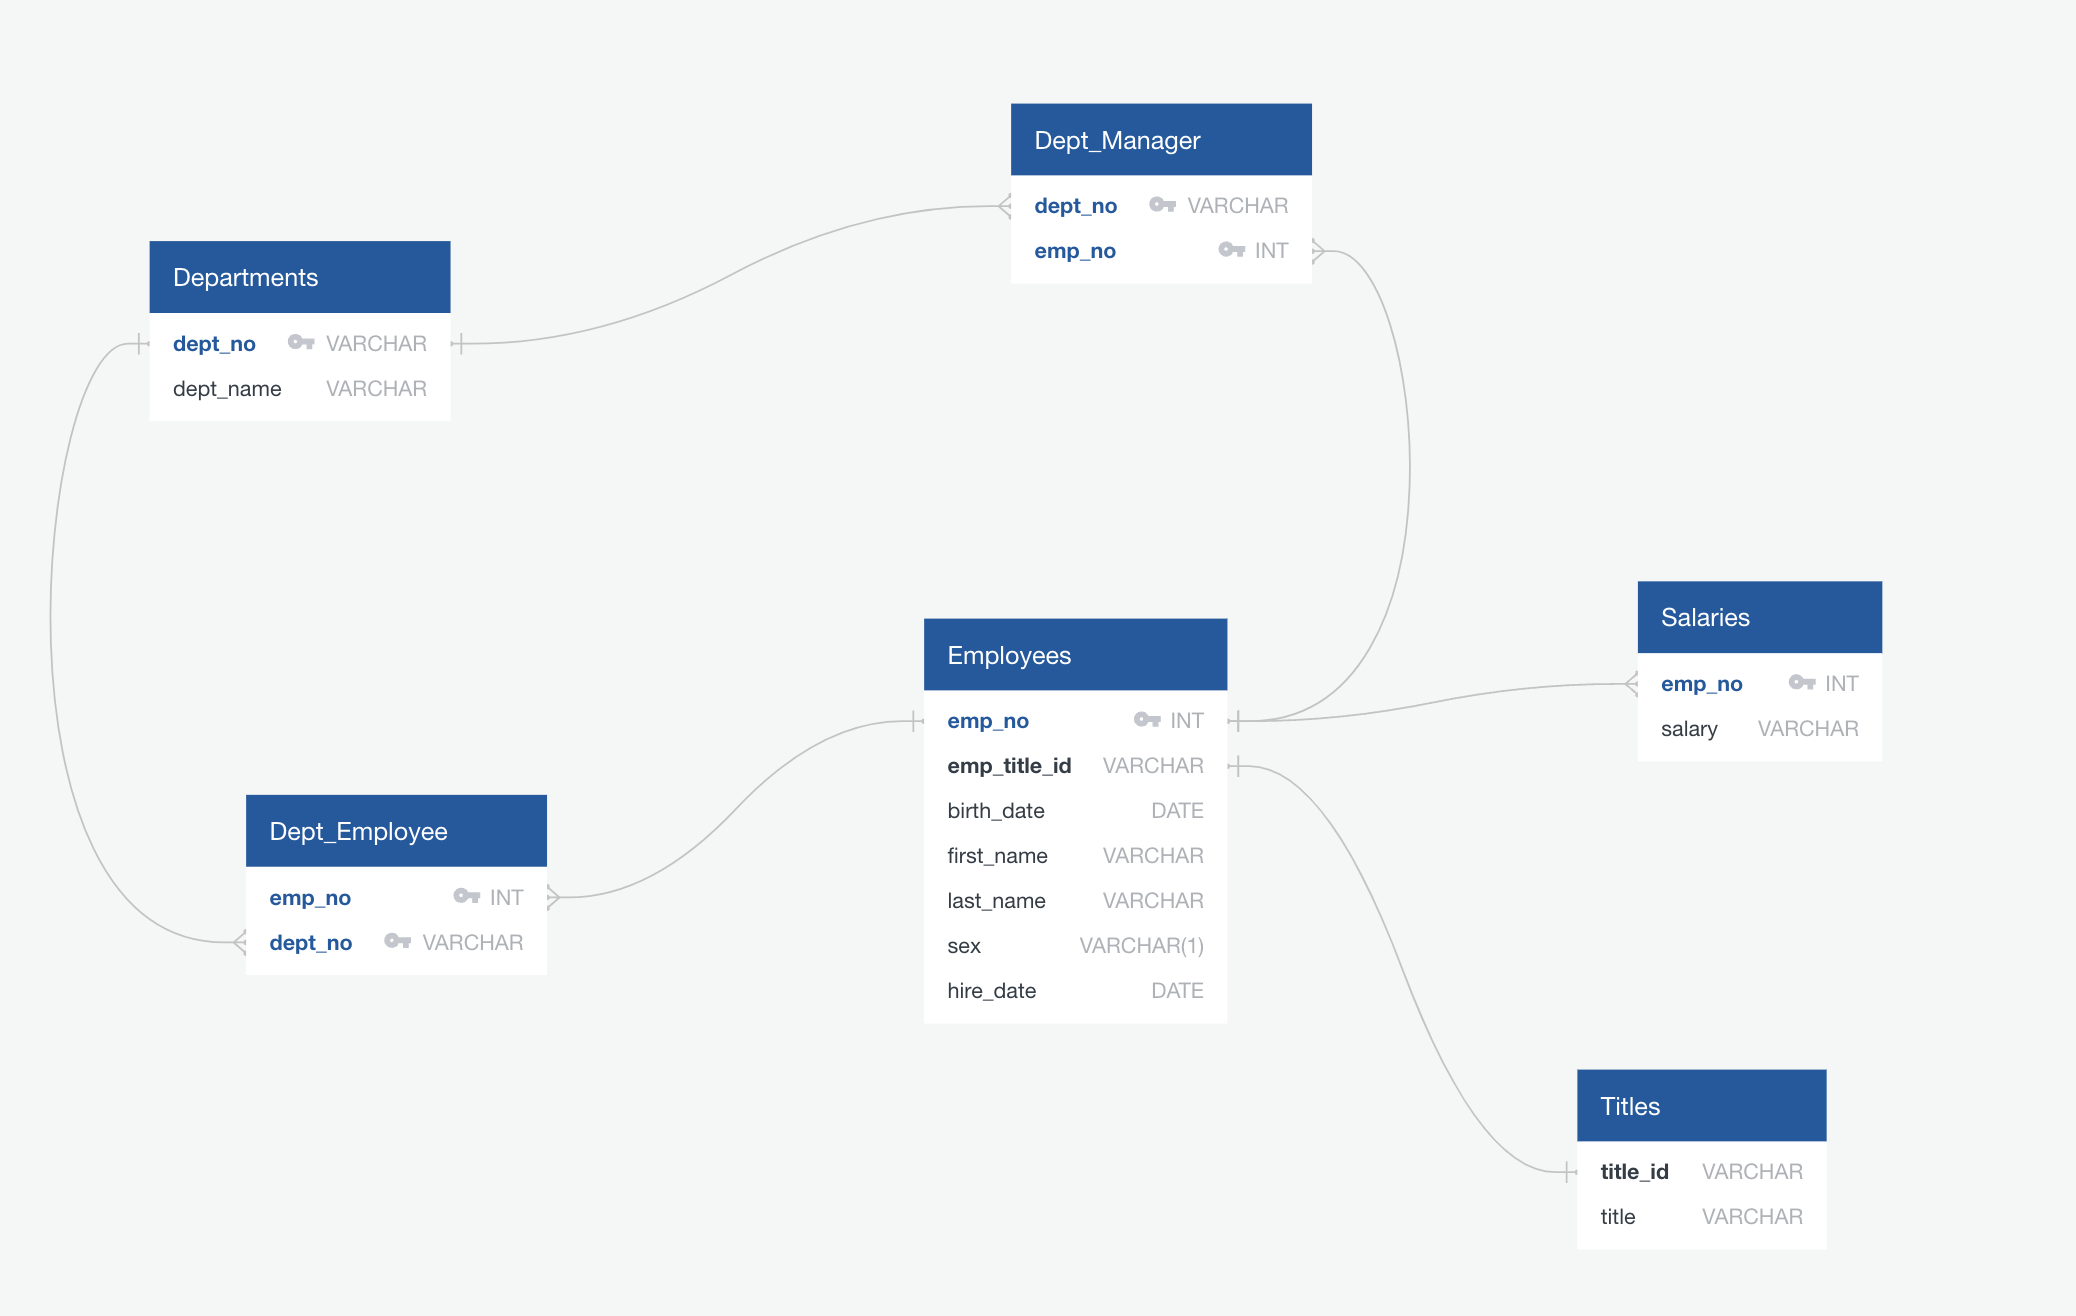 Dept_Manager
dept_no VARCHAR
emp_no INT
Departments
dept_no VARCHAR
dept_name VARCHAR
Salaries
emp_no INT
salary VARCHAR
Employees
emp_no INT
emp_title_id VARCHAR
birth_date DATE
first_name VARCHAR
last_name VARCHAR
sex VARCHAR(1)
hire_date DATE
Dept_Employee
emp_no INT
dept_no VARCHAR
Titles
title_id VARCHAR
title VARCHAR